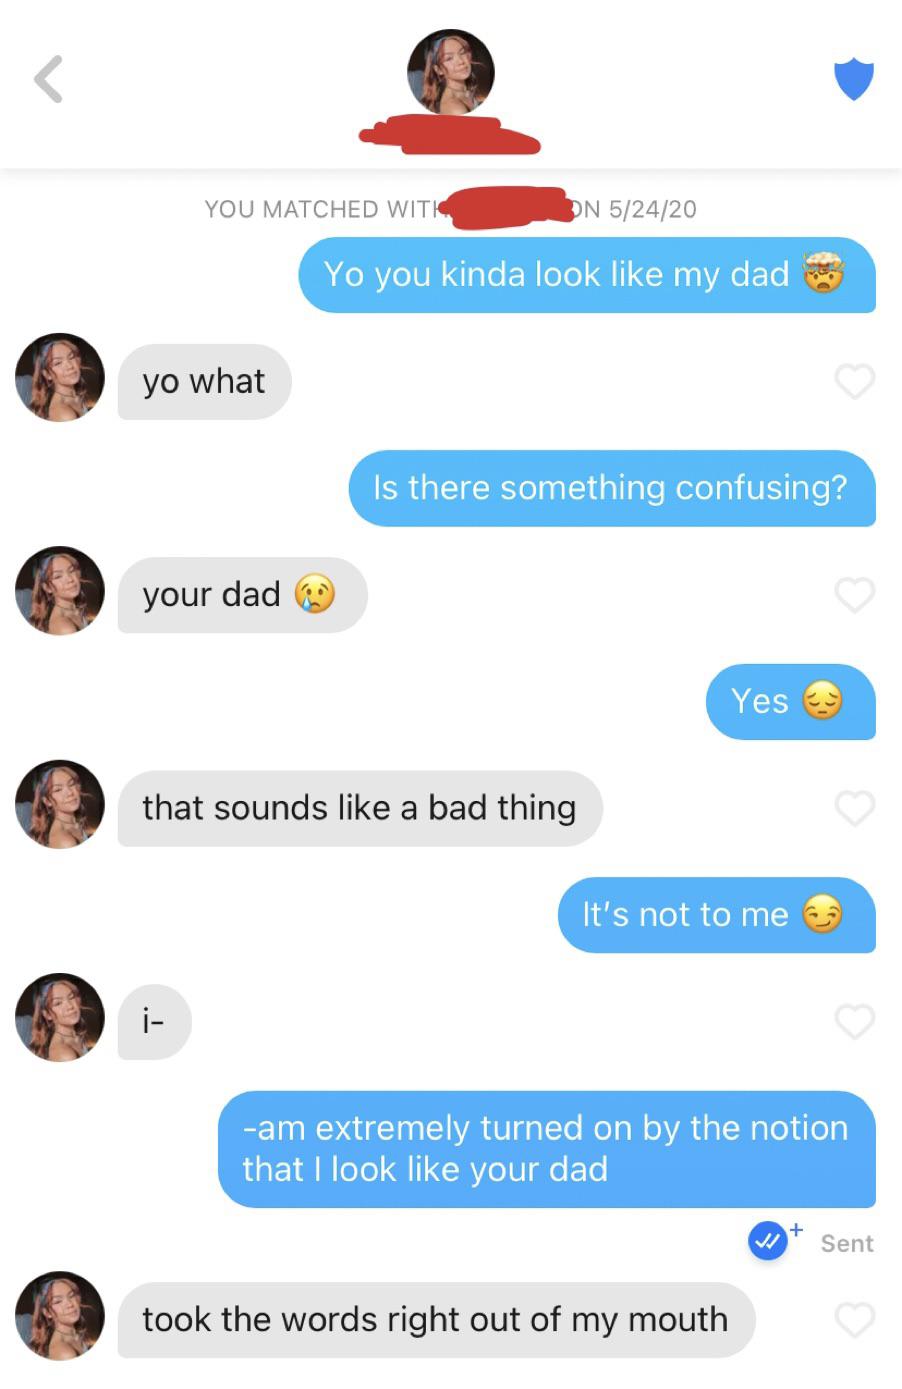 YOU MATCHED WITH ON 5/24/20
Yo you kinda look like my dad 🤯
yo what
Is there something confusing?
your dad 😢
Yes 😔
that sounds like a bad thing
It's not to me 😏
i-
-am extremely turned on by the notion
that I look like your dad
Sent
took the words right out of my mouth